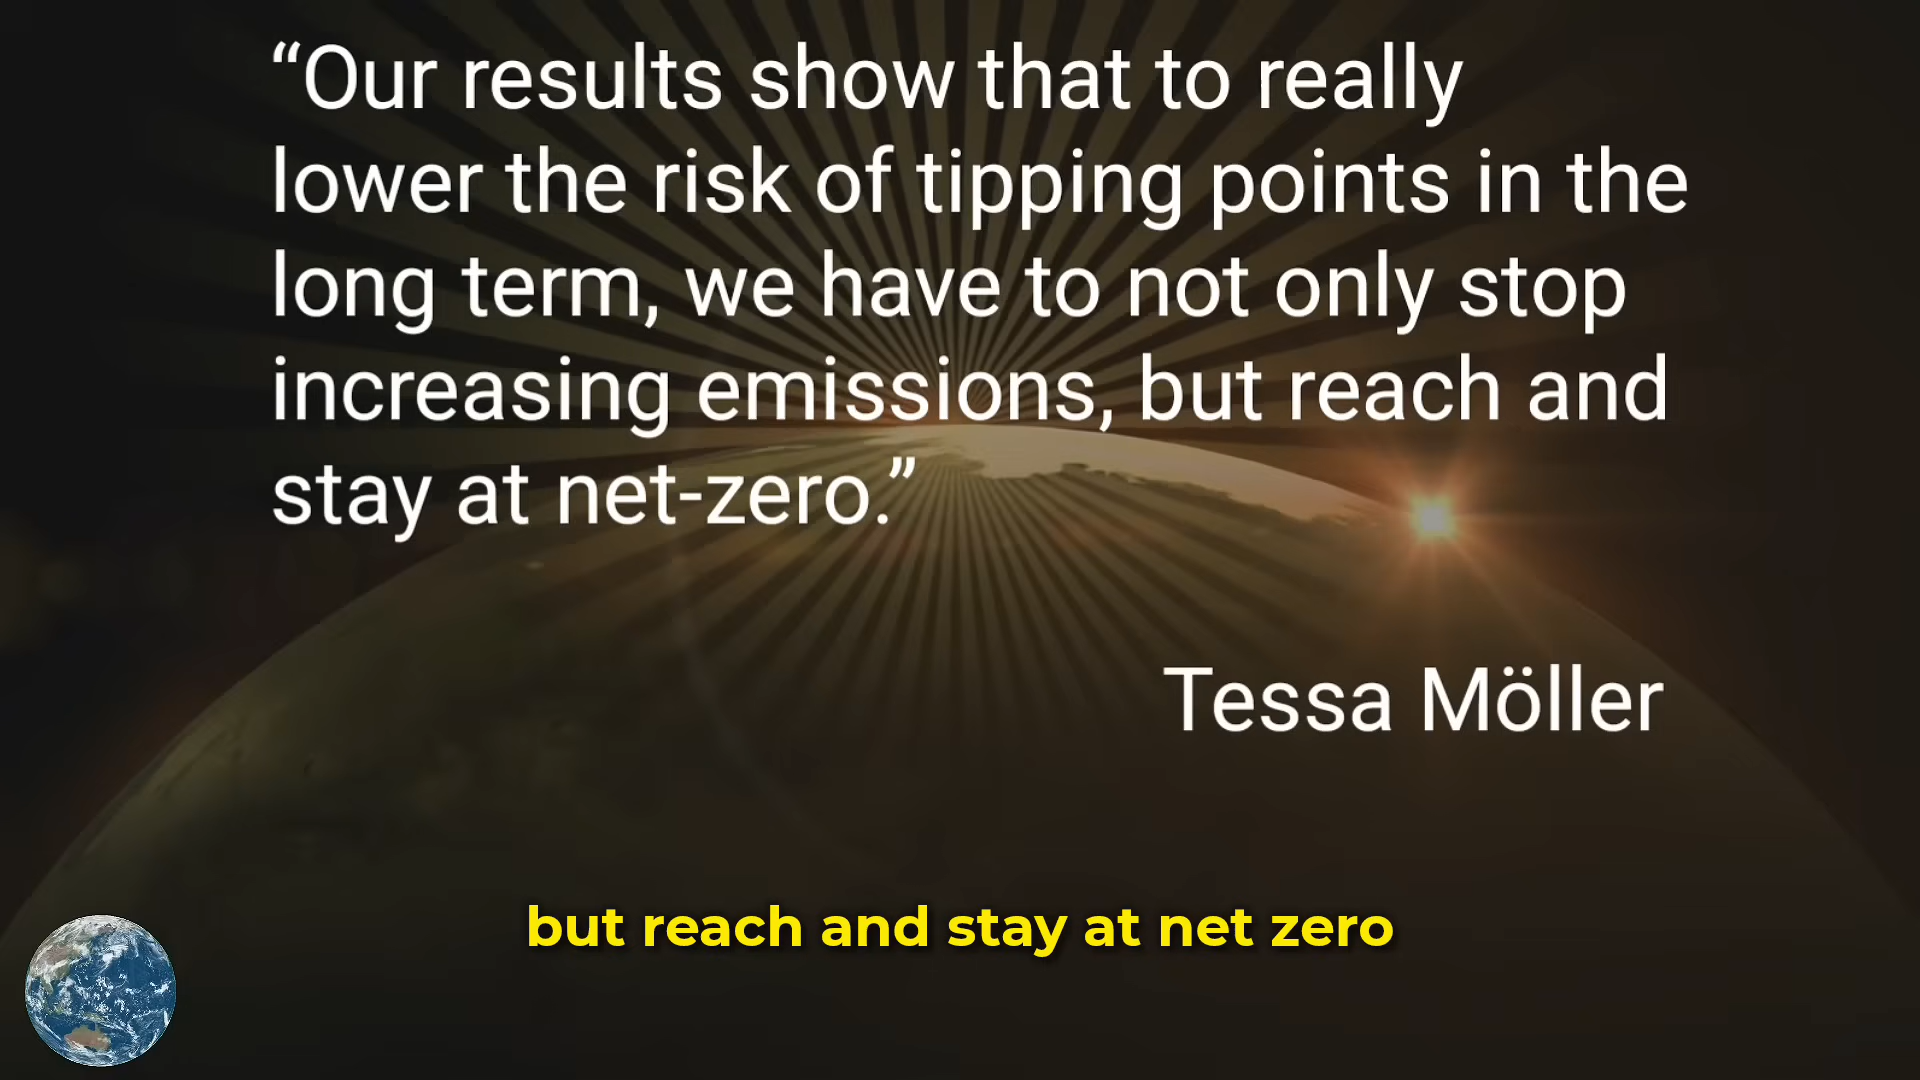 “Our results show that to really
lower the risk of tipping points in the
long term, we have to not only stop
increasing emissions, but reach and
stay at net-zero.”
Tessa Möller
but reach and stay at net zero